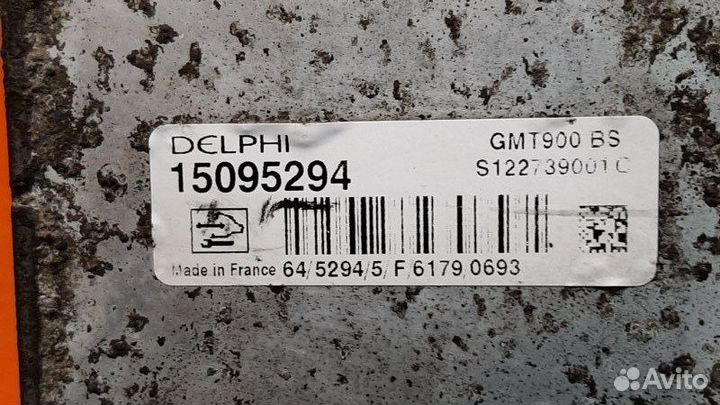 DELPHI GMT900 BS
15095294 S122739001C
Made in France 64/5294/5/F/6179/0693
Avito